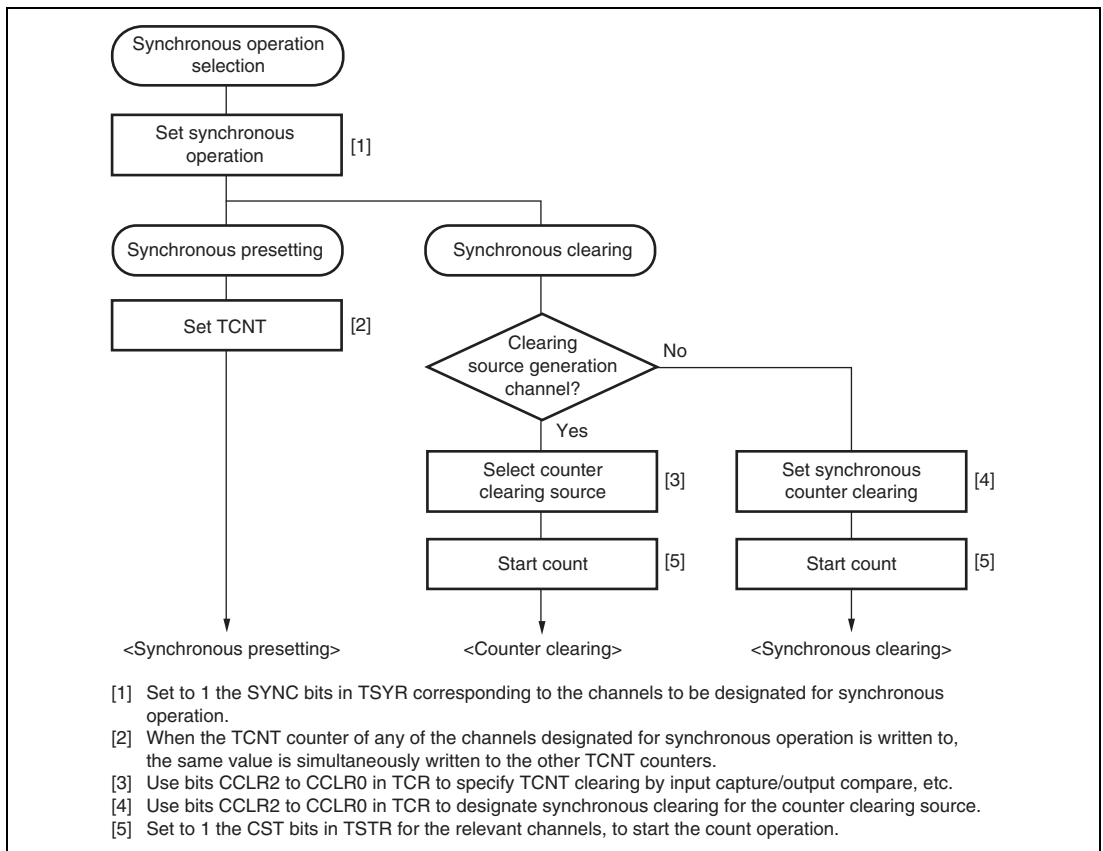 Synchronous operation
selection
Set synchronous
operation
[1]
Synchronous presetting
Synchronous clearing
Set TCNT
[2]
Clearing
source generation
channel?
No
Yes
Select counter
clearing source
[3]
Set synchronous
counter clearing
[4]
Start count
[5]
Start count
[5]
<Synchronous presetting>
<Counter clearing>
<Synchronous clearing>
[1] Set to 1 the SYNC bits in TSYR corresponding to the channels to be designated for synchronous
operation.
[2] When the TCNT counter of any of the channels designated for synchronous operation is written to,
the same value is simultaneously written to the other TCNT counters.
[3] Use bits CCLR2 to CCLR0 in TCR to specify TCNT clearing by input capture/output compare, etc.
[4] Use bits CCLR2 to CCLR0 in TCR to designate synchronous clearing for the counter clearing source.
[5] Set to 1 the CST bits in TSTR for the relevant channels, to start the count operation.